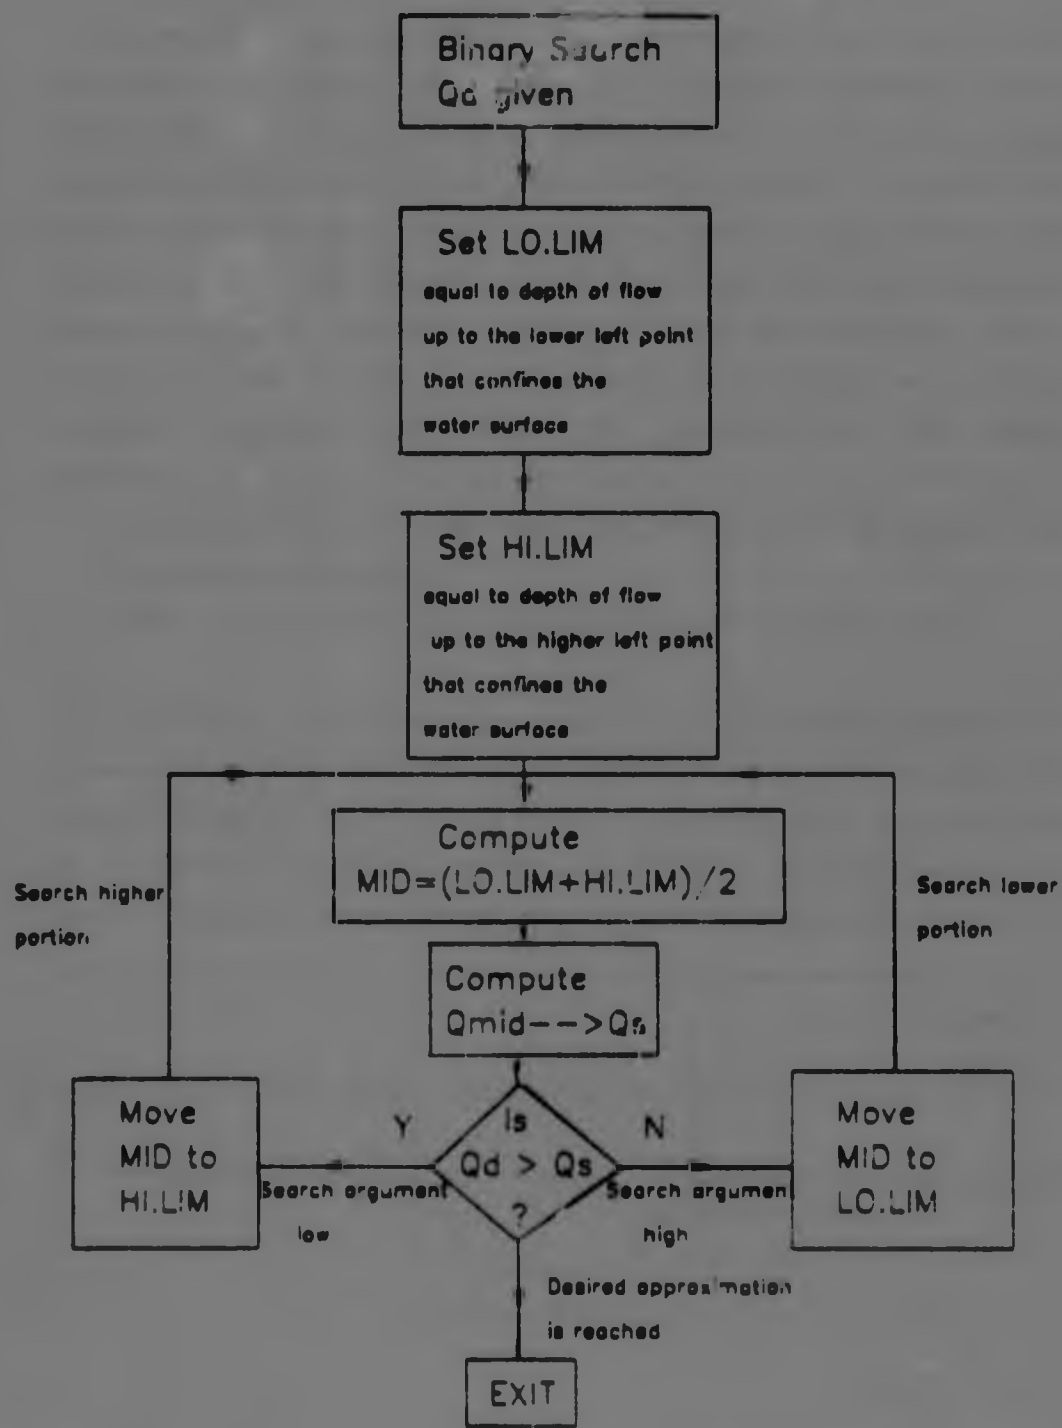 Binary Search
Qd given
Set LO.LIM
equal to depth of flow
up to the lower left point
that confines the
water surface
Set HI.LIM
equal to depth of flow
up to the higher left point
that confines the
water surface
Compute
MID=(LO.LIM+HI.LIM)/2
Search higher
portion
Search lower
portion
Compute
Qmid-->Qs
Move
MID to
HI.LIM
Y
Is
Qd > Qs
?
N
Search argument
low
Search argument
high
Move
MID to
LO.LIM
Desired approximation
is reached
EXIT